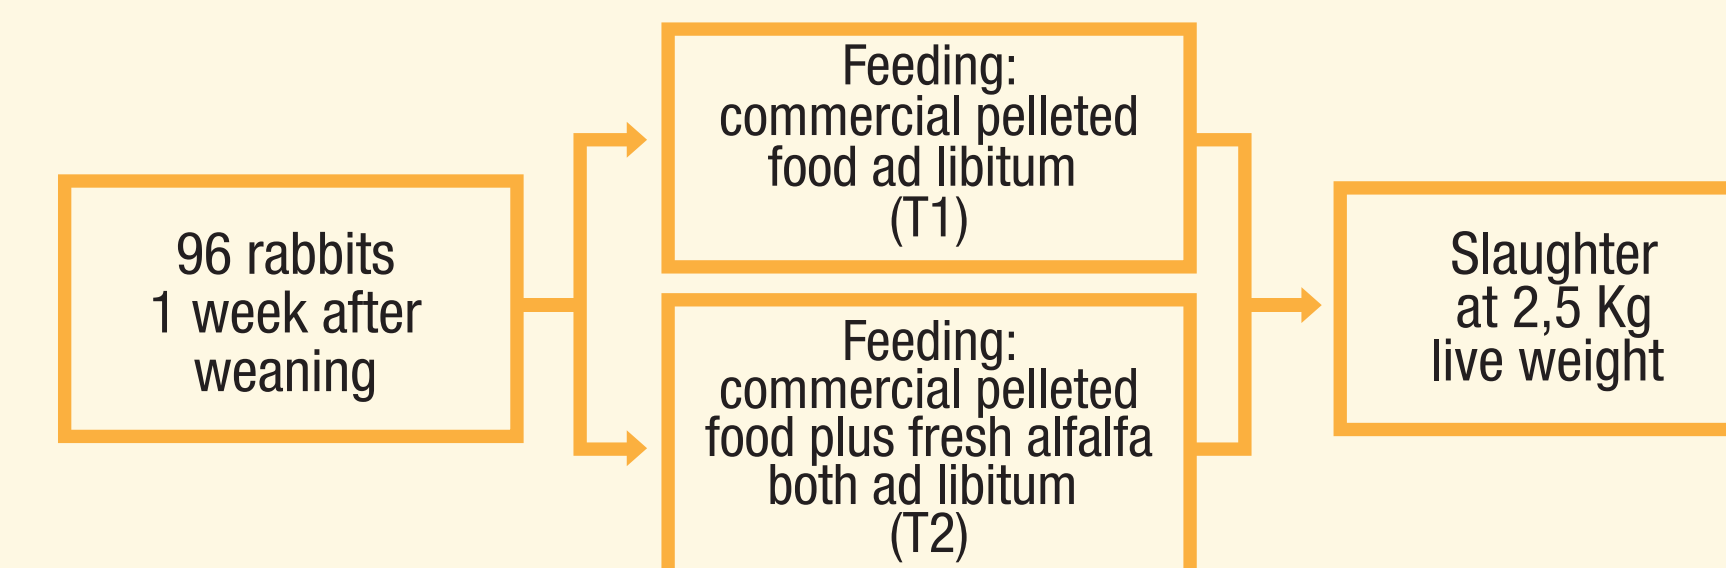 96 rabbits
1 week after
weaning
Feeding:
commercial pelleted
food ad libitum
(T1)
Feeding:
commercial pelleted
food plus fresh alfalfa
both ad libitum
(T2)
Slaughter
at 2,5 Kg
live weight